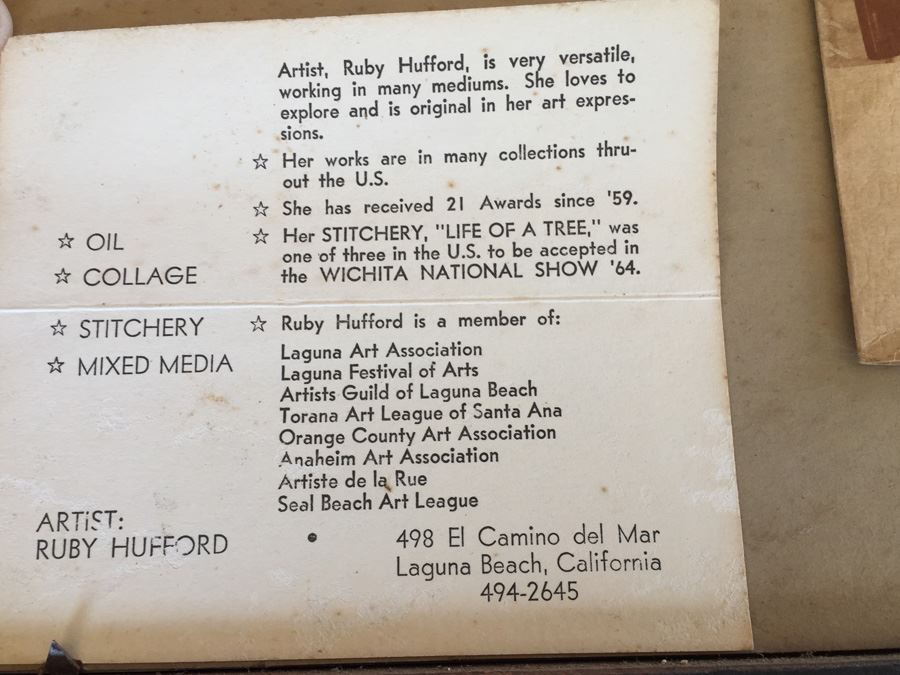 Artist, Ruby Hufford, is very versatile,
working in many mediums. She loves to
explore and is original in her art expres-
sions.
☆ Her works are in many collections thru-
out the U.S.
☆ She has received 21 Awards since '59.
☆ Her STITCHERY, "LIFE OF A TREE," was
one of three in the U.S. to be accepted in
the WICHITA NATIONAL SHOW '64.
☆ OIL
☆ COLLAGE
☆ STITCHERY
☆ MIXED MEDIA
☆ Ruby Hufford is a member of:
Laguna Art Association
Laguna Festival of Arts
Artists Guild of Laguna Beach
Torana Art League of Santa Ana
Orange County Art Association
Anaheim Art Association
Artiste de la Rue
Seal Beach Art League
ARTIST:
RUBY HUFFORD
•
498 El Camino del Mar
Laguna Beach, California
494-2645